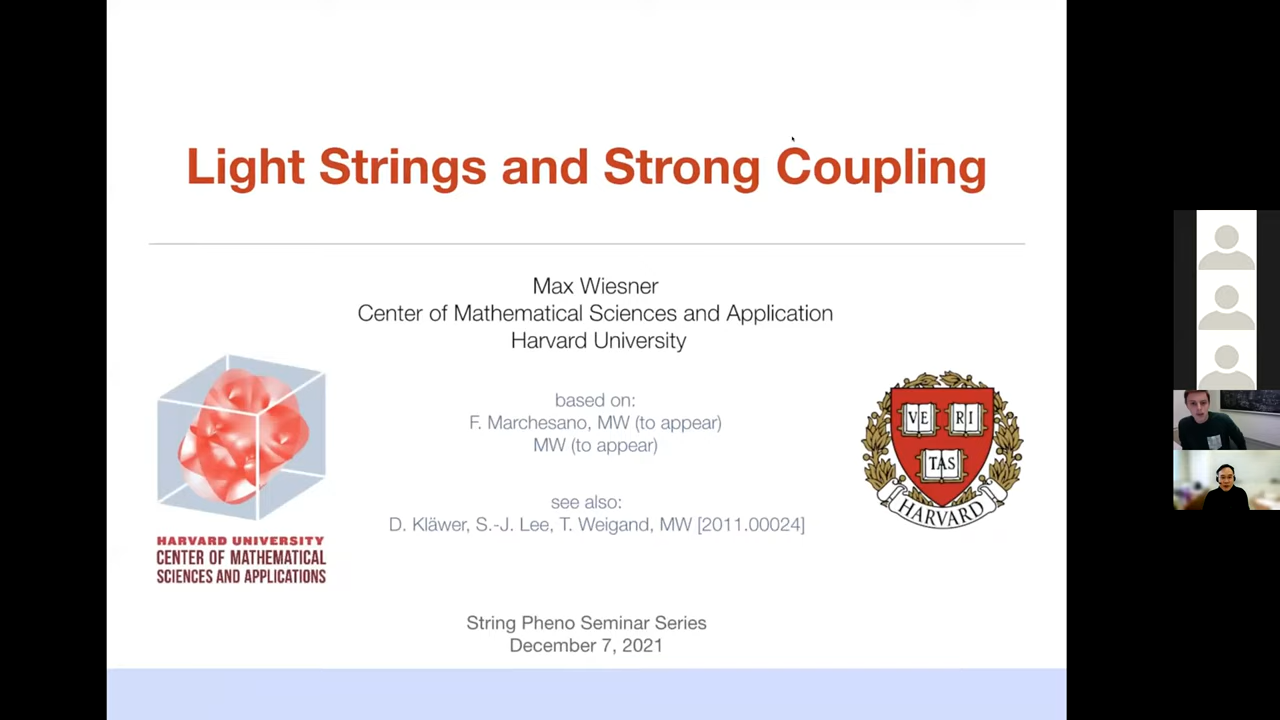 Light Strings and Strong Coupling
Max Wiesner
Center of Mathematical Sciences and Application
Harvard University
based on:
F. Marchesano, MW (to appear)
MW (to appear)
see also:
D. Kläwer, S.-J. Lee, T. Weigand, MW [2011.00024]
HARVARD UNIVERSITY
CENTER OF MATHEMATICAL
SCIENCES AND APPLICATIONS
VE RI
TAS
HARVARD
String Pheno Seminar Series
December 7, 2021